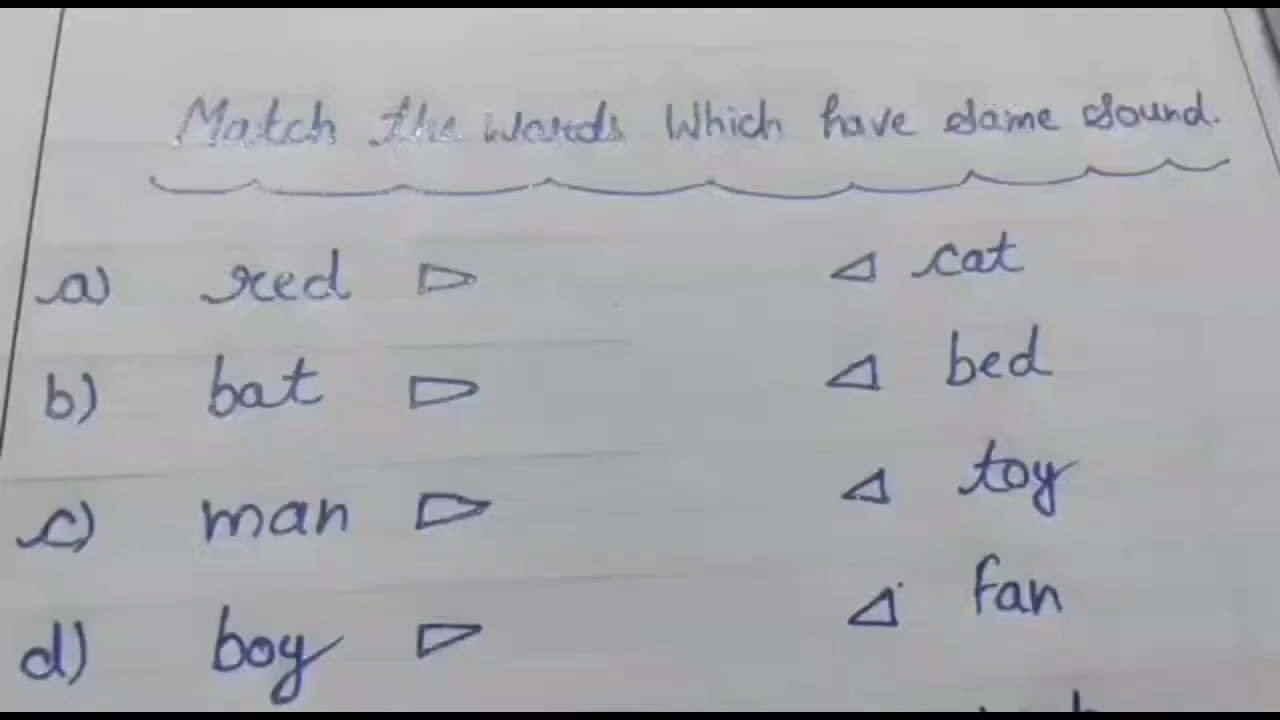 Match the words Which have same sound.
a) red cat
b) bat bed
c) man toy
d) boy fan